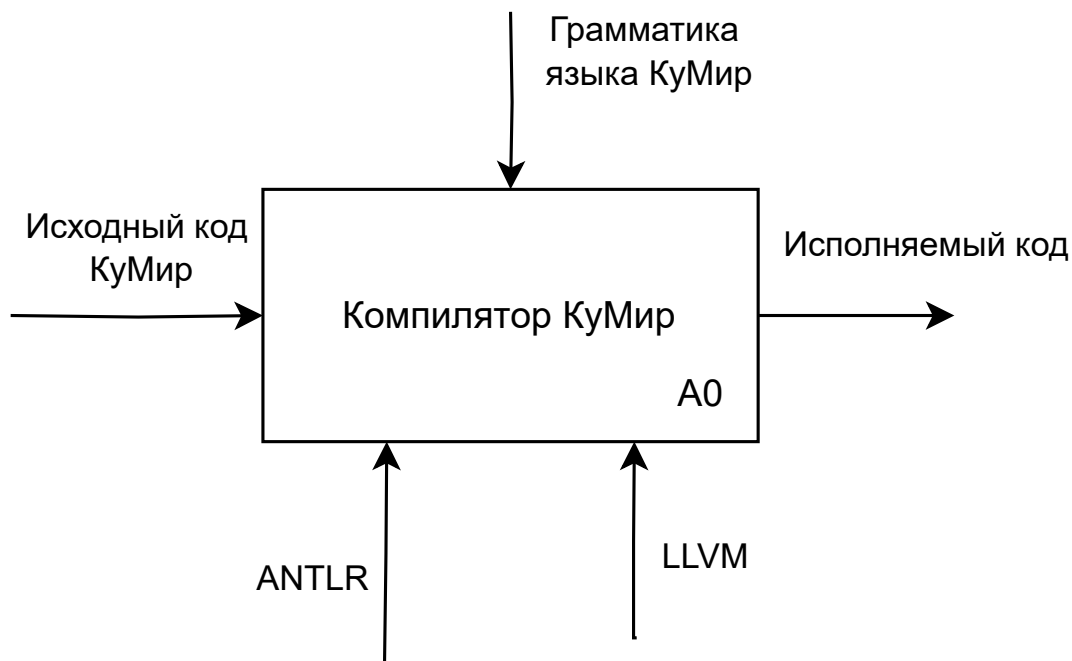 Грамматика
языка КуМир
Исходный код
КуМир
Исполняемый код
Компилятор КуМир
A0
ANTLR
LLVM